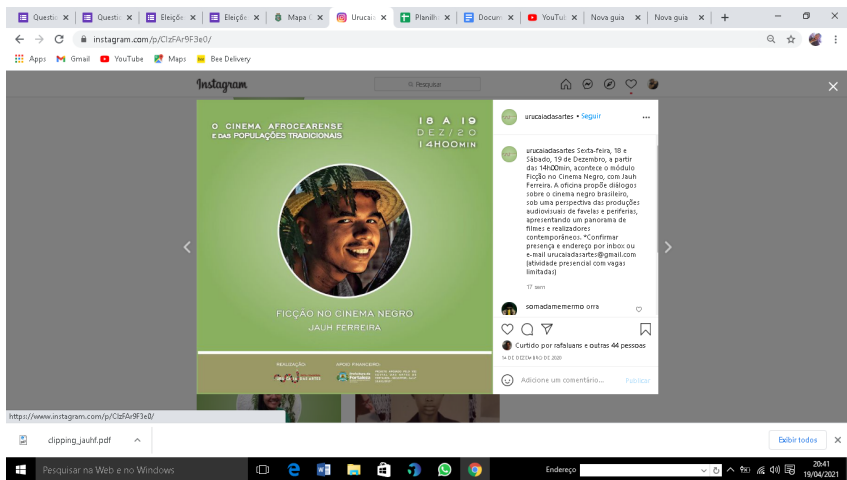 Questic
Questic
Eleiçõe
Eleiçõe
Mapa C
Urucaia
Planilha
Docum
YouTub
Nova guia
Nova guia
instagram.com/p/CIzFAr9F3e0/
Apps
Gmail
YouTube
Maps
Bee Delivery
Instagram
Pesquisar
O CINEMA AFROCEARENSE
E DAS POPULAÇÕES TRADICIONAIS
18 A 19
DEZ/20
14H00MIN
FICÇÃO NO CINEMA NEGRO
JAUH FERREIRA
REALIZAÇÃO
APOIO FINANCEIRO
Fortaleza
urucaiadasartes • Seguir
urucaiadasartes Sexta-feira, 18 e
Sábado, 19 de Dezembro, a partir
das 14h00min, acontece o módulo
Ficção no Cinema Negro, com Jauh
Ferreira. A oficina propõe diálogos
sobre o cinema negro brasileiro,
sob uma perspectiva das produções
audiovisuais de favelas e periferias,
apresentando um panorama de
filmes e realizadores
contemporâneos. *Confirmar
presença e endereço por inbox ou
e-mail urucaiadasartes@gmail.com
(atividade presencial com vagas
limitadas)
17 sem
somadamemermo orra
Curtido por rafaluans e outras 44 pessoas
14 DE DEZEMBRO DE 2020
Adicione um comentário...
Publicar
https://www.instagram.com/p/CIzFAr9F3e0/
clipping_jauhf.pdf
Exibir todos
Pesquisar na Web e no Windows
Endereço
20:41
19/04/2021